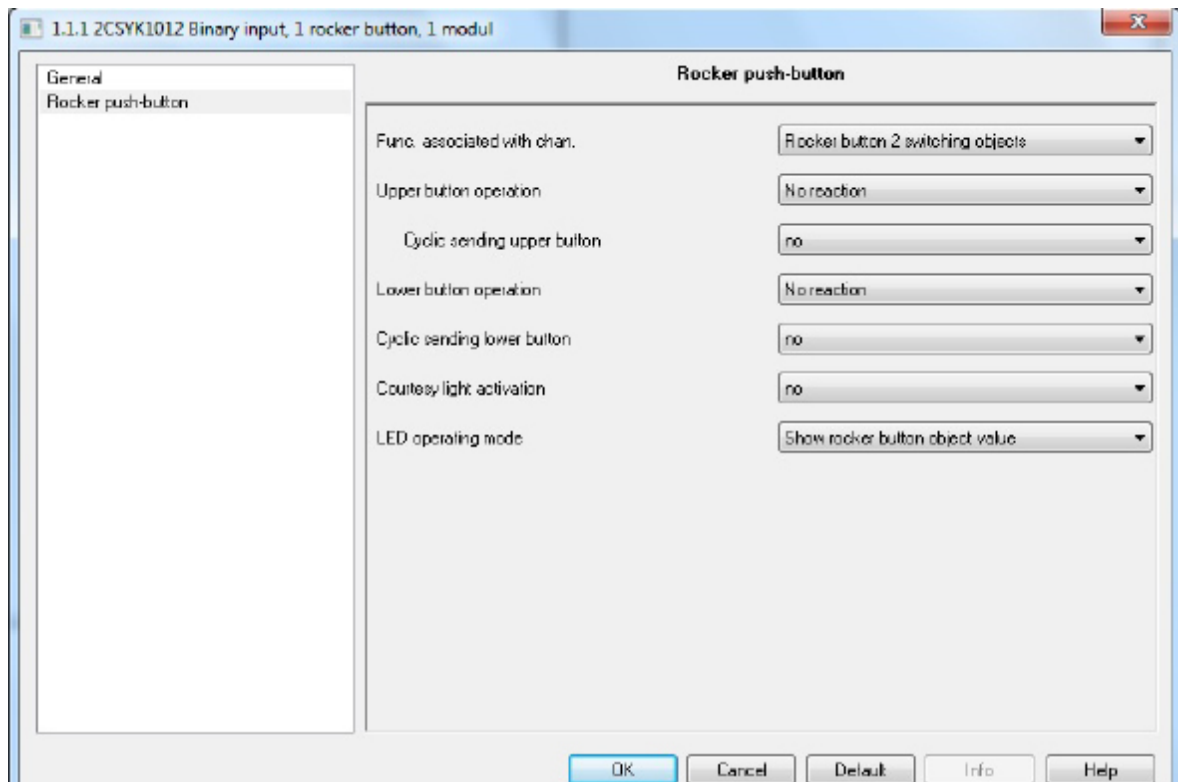 1.1.1 2CSYK1012 Binary input, 1 rocker button, 1 modul
General
Rocker push-button
Rocker push-button
Func. associated with chan.
Rocker button 2 switching objects
Upper button operation
No reaction
Cyclic sending upper button
no
Lower button operation
No reaction
Cyclic sending lower button
no
Courtesy light activation
no
LED operating mode
Show rocker button object value
OK
Cancel
Default
Info
Help